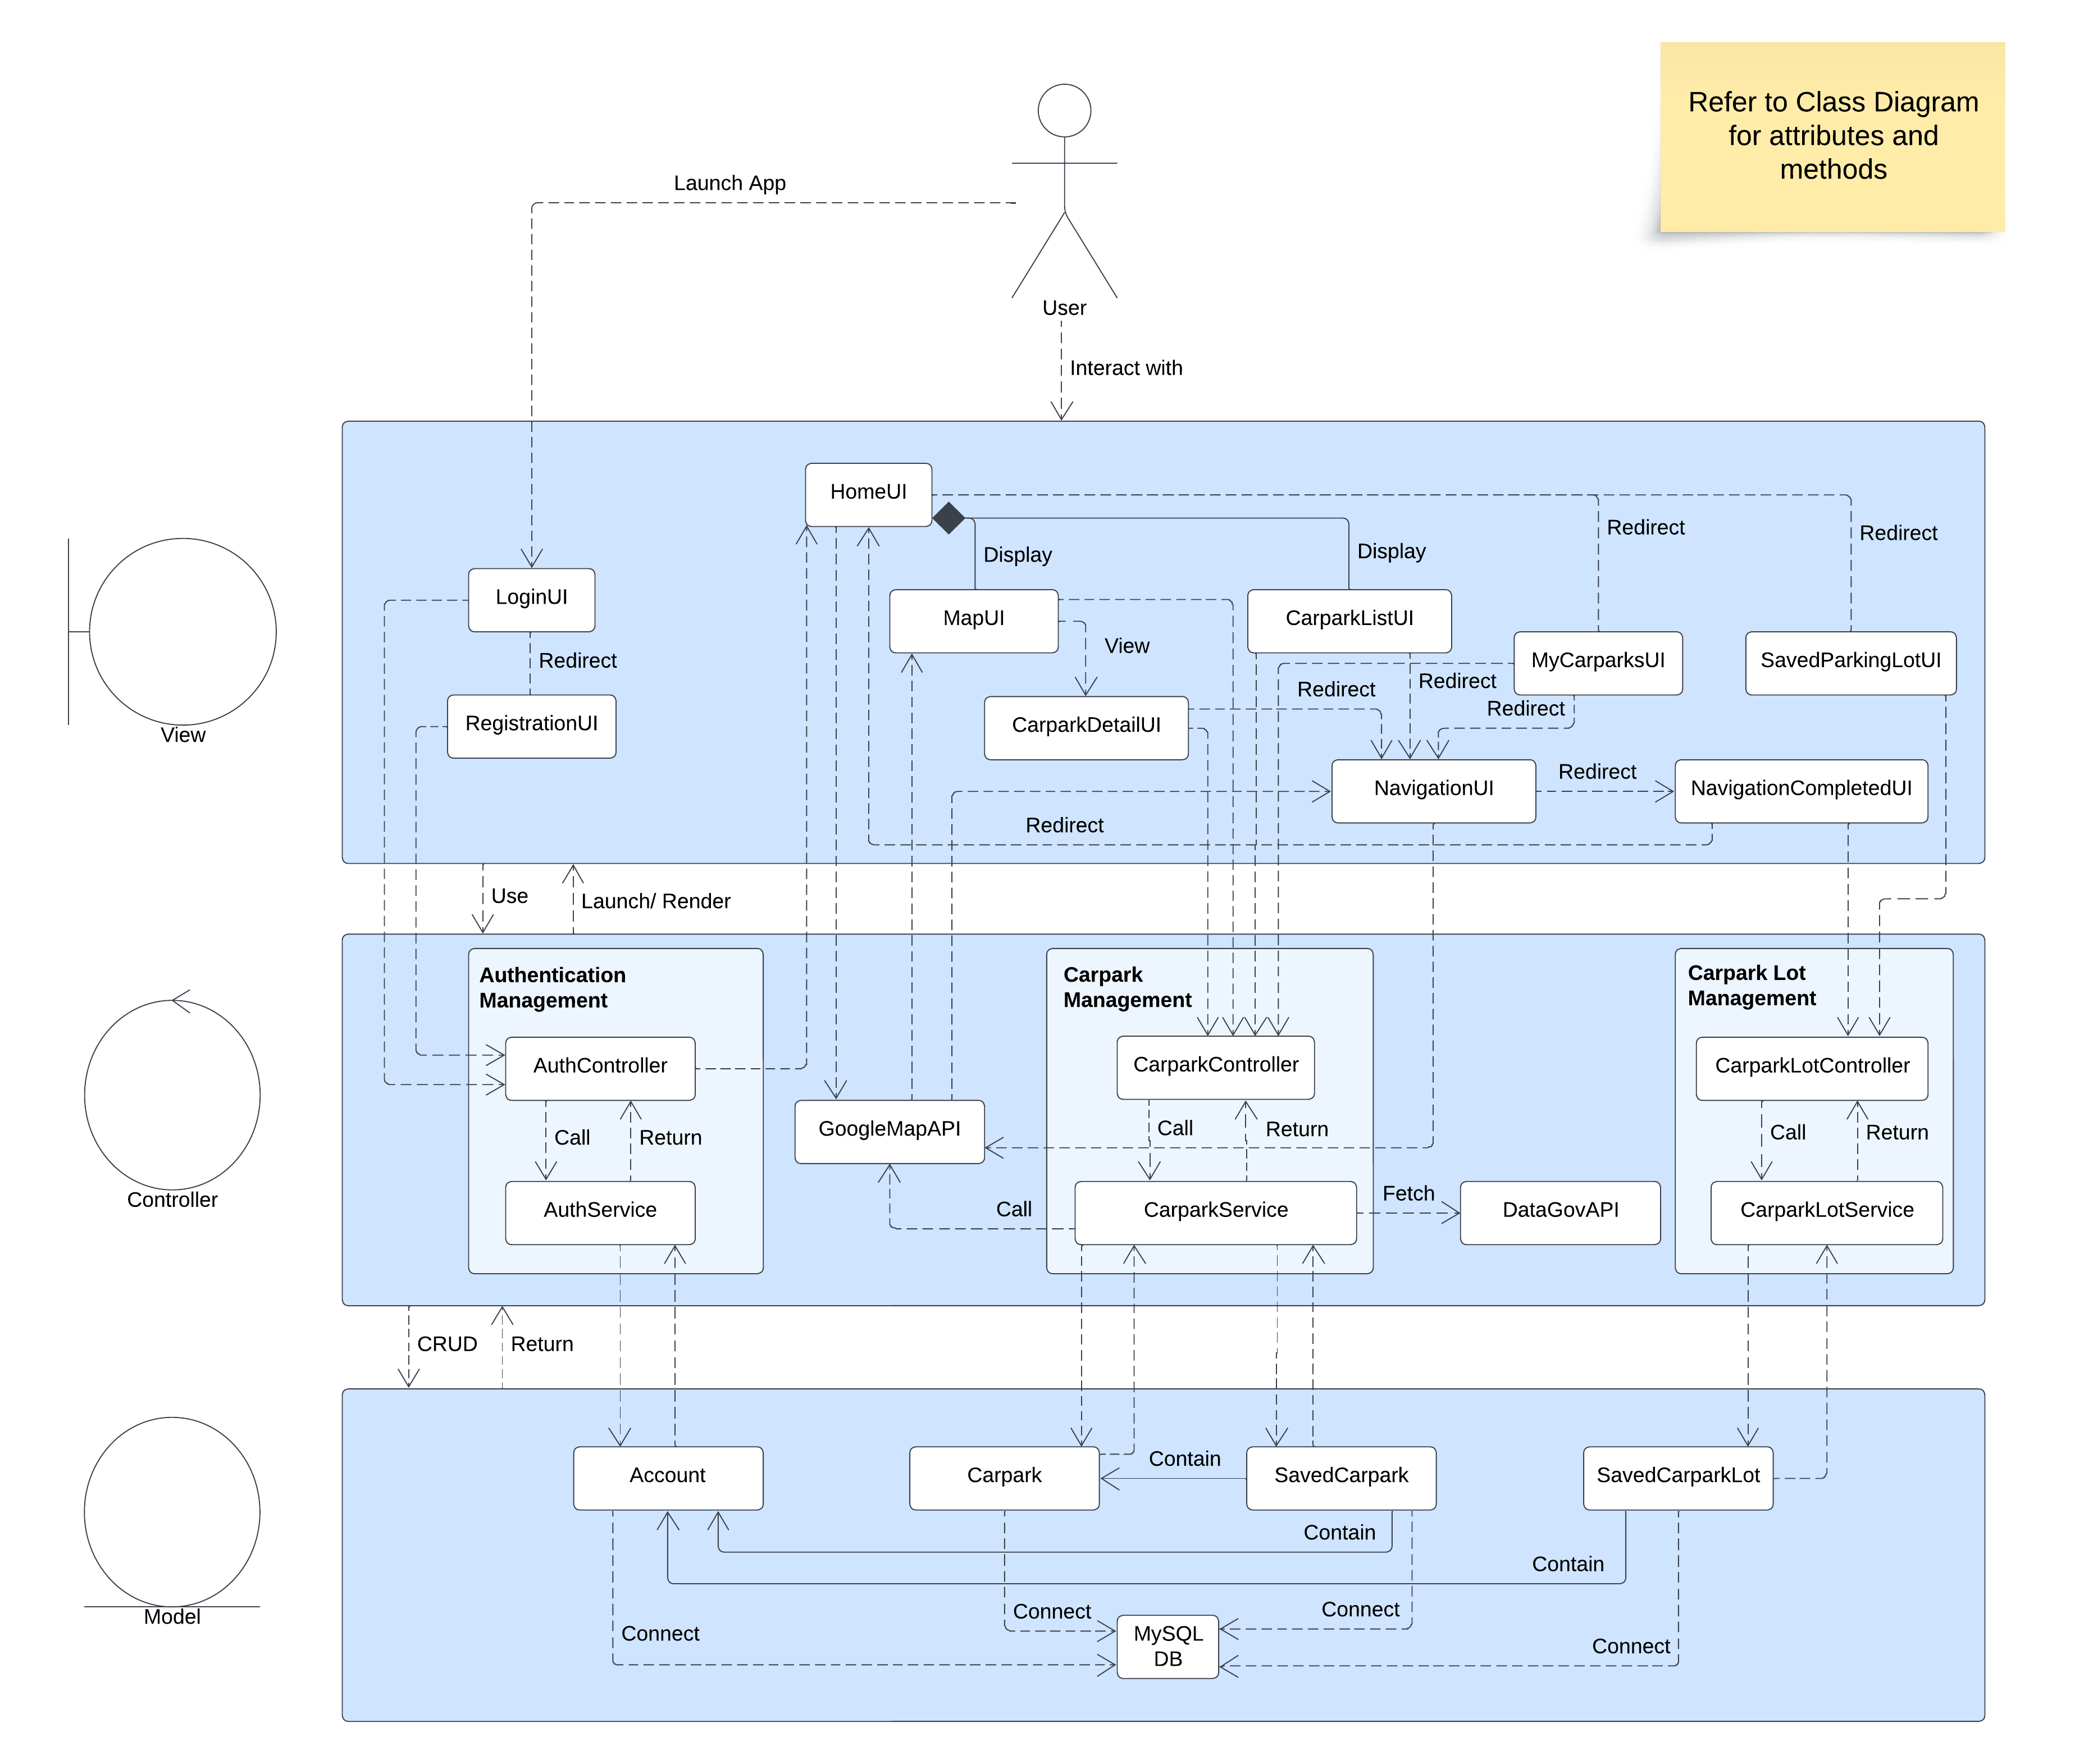 Refer to Class Diagram
for attributes and
methods
Launch App
User
Interact with
HomeUI
Redirect
Redirect
Display
Display
LoginUI
MapUI
CarparkListUI
View
Redirect
MyCarparksUI
SavedParkingLotUI
Redirect
Redirect
Redirect
RegistrationUI
CarparkDetailUI
View
Redirect
NavigationUI
NavigationCompletedUI
Redirect
Use
Launch/ Render
Authentication
Management
Carpark
Management
Carpark Lot
Management
AuthController
CarparkController
CarparkLotController
GoogleMapAPI
Call
Return
Call
Return
Call
Return
Controller
AuthService
Call
CarparkService
Fetch
DataGovAPI
CarparkLotService
CRUD
Return
Account
Carpark
Contain
SavedCarpark
SavedCarparkLot
Contain
Contain
Model
Connect
Connect
Connect
Connect
MySQL
DB